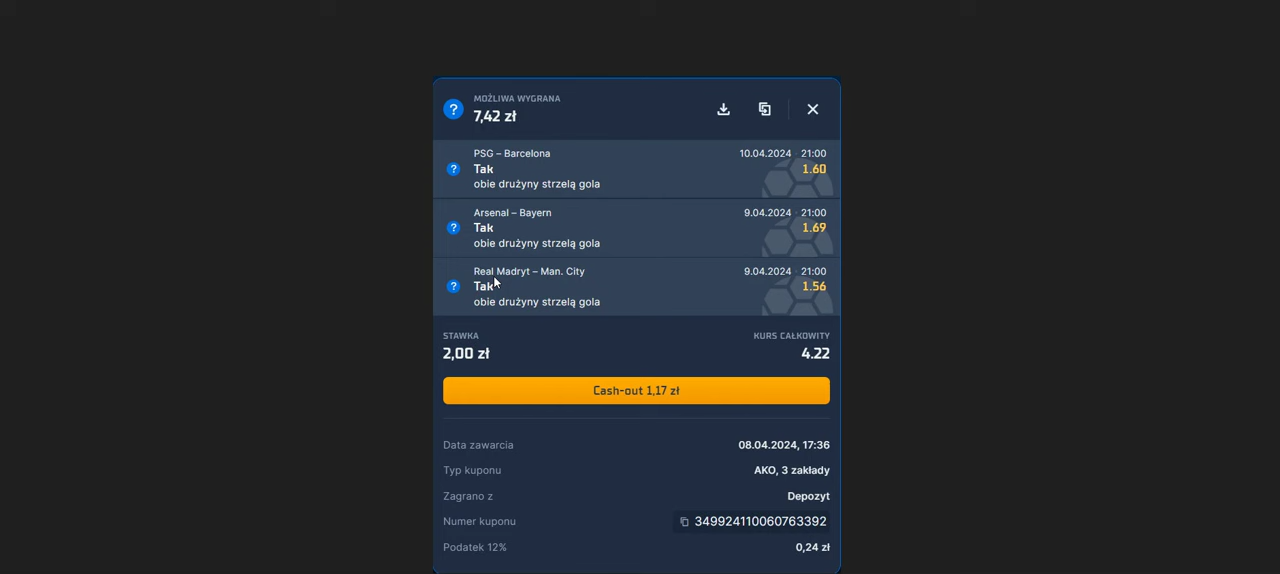 ?
MOŻLIWA WYGRANA
7,42 zł
PSG – Barcelona 10.04.2024 21:00
? Tak 1.60
obie drużyny strzelą gola
Arsenal – Bayern 9.04.2024 21:00
? Tak 1.69
obie drużyny strzelą gola
Real Madryt – Man. City 9.04.2024 21:00
? Tak 1.56
obie drużyny strzelą gola
STAWKA KURS CAŁKOWITY
2,00 zł 4.22
Cash-out 1,17 zł
Data zawarcia 08.04.2024, 17:36
Typ kuponu AKO, 3 zakłady
Zagrano z Depozyt
Numer kuponu 349924110060763392
Podatek 12% 0,24 zł